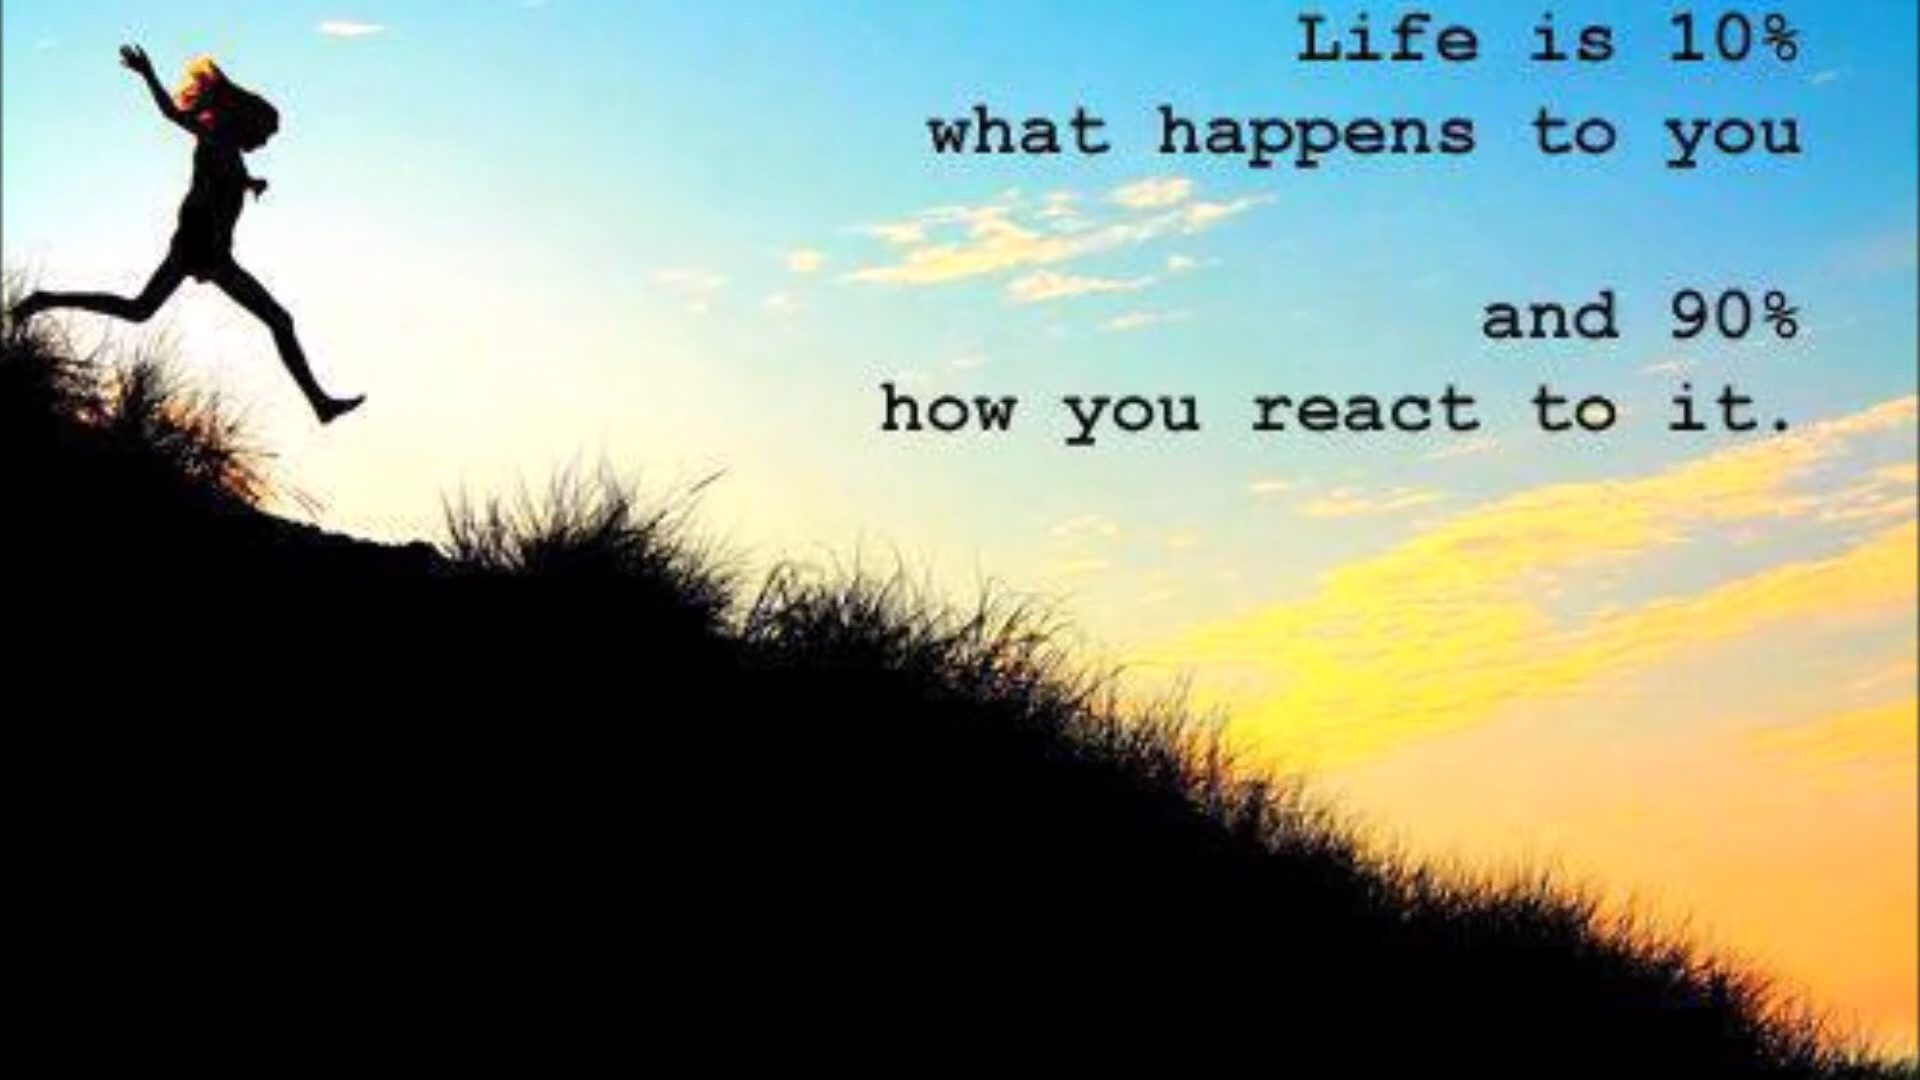 Life is 10%
what happens to you
and 90%
how you react to it.